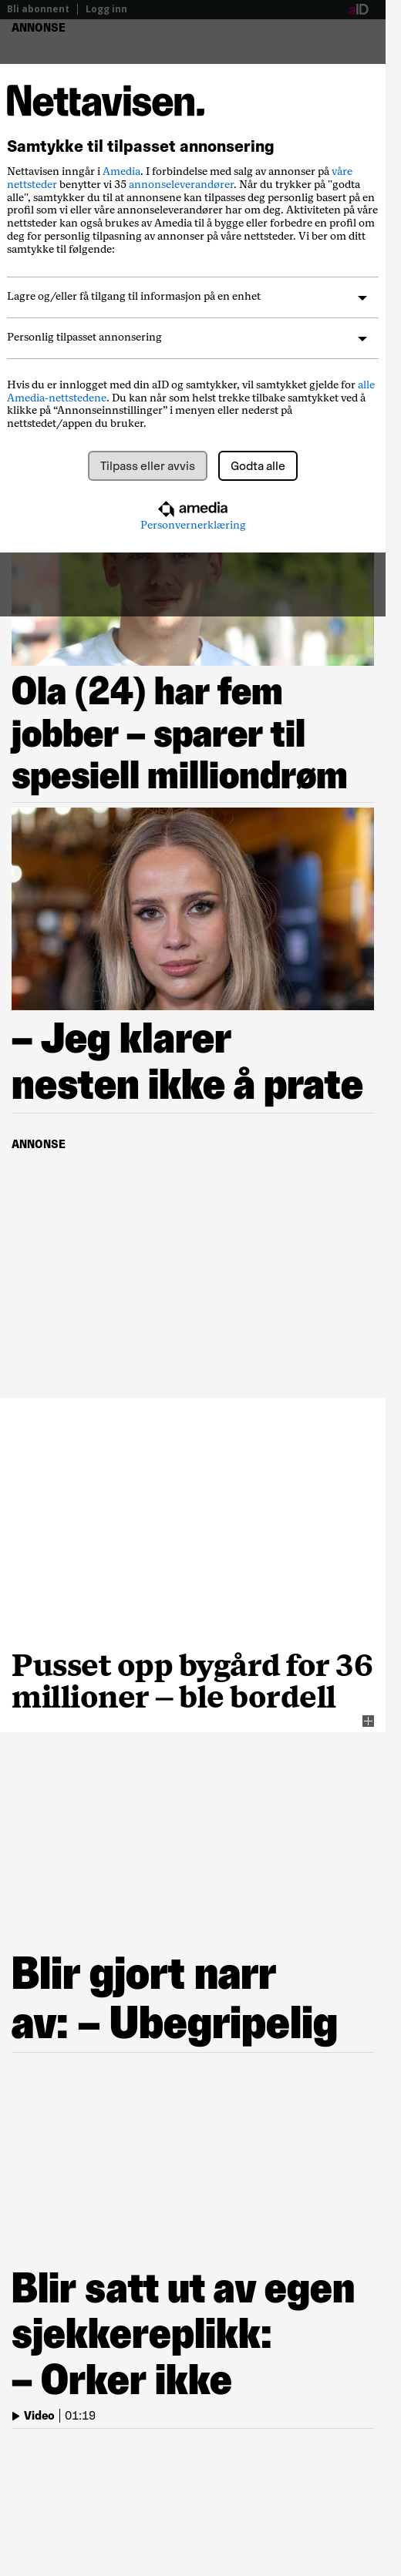 Bli abonnent | Logg inn
aID
ANNONSE
Nettavisen.
Samtykke til tilpasset annonsering
Nettavisen inngår i Amedia. I forbindelse med salg av annonser på våre
nettsteder benytter vi 35 annonseleverandører. Når du trykker på "godta
alle", samtykker du til at annonsene kan tilpasses deg personlig basert på en
profil som vi eller våre annonseleverandører har om deg. Aktiviteten på våre
nettsteder kan også brukes av Amedia til å bygge eller forbedre en profil om
deg for personlig tilpasning av annonser på våre nettsteder. Vi ber om ditt
samtykke til følgende:
Lagre og/eller få tilgang til informasjon på en enhet
Personlig tilpasset annonsering
Hvis du er innlogget med din aID og samtykker, vil samtykket gjelde for alle
Amedia-nettstedene. Du kan når som helst trekke tilbake samtykket ved å
klikke på “Annonseinnstillinger” i menyen eller nederst på
nettstedet/appen du bruker.
Tilpass eller avvis
Godta alle
amedia
Personvernerklæring
Ola (24) har fem
jobber – sparer til
spesiell milliondrøm
– Jeg klarer
nesten ikke å prate
ANNONSE
Pusset opp bygård for 36
millioner – ble bordell
Blir gjort narr
av: – Ubegripelig
Blir satt ut av egen
sjekkereplikk:
– Orker ikke
Video | 01:19